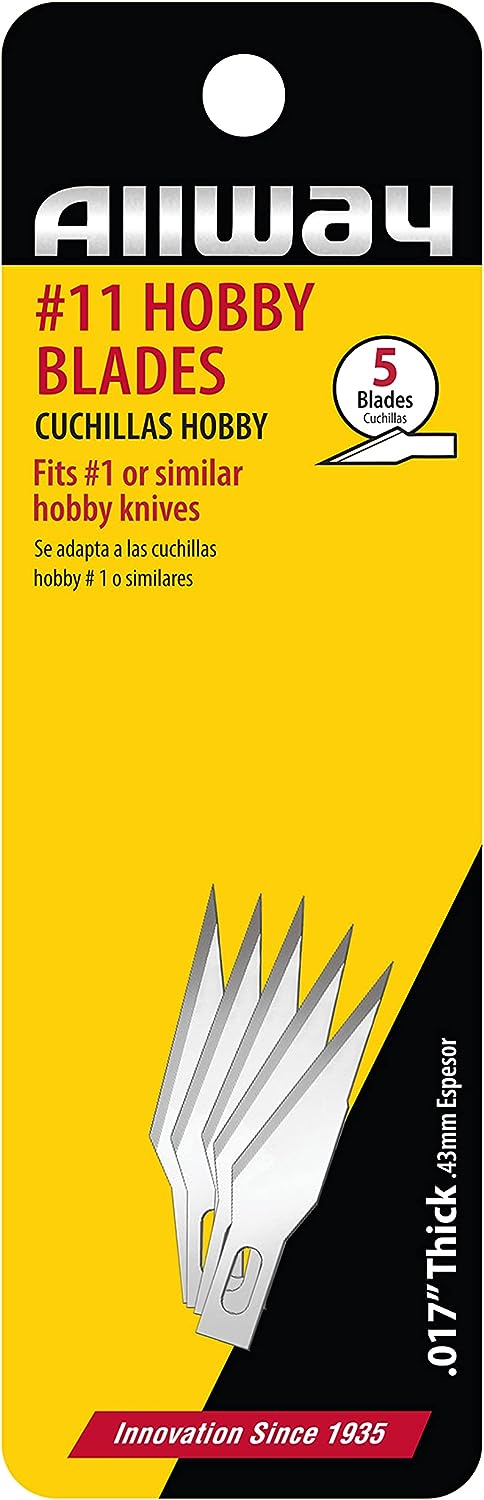 Allway
#11 HOBBY
BLADES
CUCHILLAS HOBBY
Fits #1 or similar
hobby knives
Se adapta a las cuchillas
hobby # 1 o similares
5
Blades
Cuchillas
.017” Thick .43mm Espesor
Innovation Since 1935